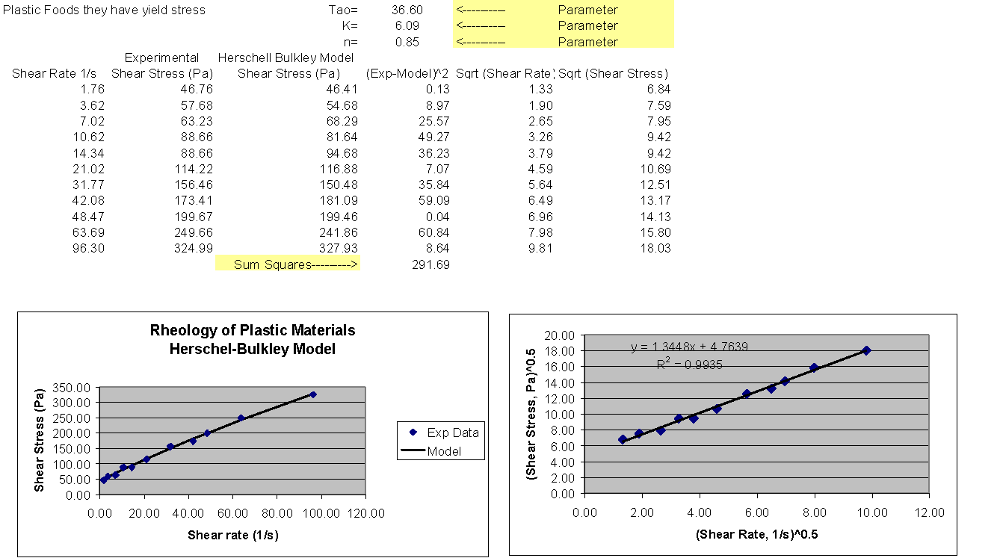 Plastic Foods they have yield stress Tao= 36.60 <---------- Parameter
K= 6.09 <---------- Parameter
n= 0.85 <---------- Parameter
Experimental Herschell Bulkley Model
Shear Rate 1/s Shear Stress (Pa) Shear Stress (Pa) (Exp-Model)^2 Sqrt (Shear Rate) Sqrt (Shear Stress)
1.76 46.76 46.41 0.13 1.33 6.84
3.62 57.68 54.68 8.97 1.90 7.59
7.02 63.23 68.29 25.57 2.65 7.95
10.62 88.66 81.64 49.27 3.26 9.42
14.34 88.66 94.68 36.23 3.79 9.42
21.02 114.22 116.88 7.07 4.59 10.69
31.77 156.46 150.48 35.84 5.64 12.51
42.08 173.41 181.09 59.09 6.49 13.17
48.47 199.67 199.46 0.04 6.96 14.13
63.69 249.66 241.86 60.84 7.98 15.80
96.30 324.99 327.93 8.64 9.81 18.03
Sum Squares---------> 291.69
Rheology of Plastic Materials
Herschel-Bulkley Model
Shear Stress (Pa)
350.00
300.00
250.00
200.00
150.00
100.00
50.00
0.00
0.00 20.00 40.00 60.00 80.00 100.00 120.00
Shear rate (1/s)
Exp Data
Model
(Shear Stress, Pa)^0.5
20.00
18.00
16.00
14.00
12.00
10.00
8.00
6.00
4.00
2.00
0.00
y = 1.3448x + 4.7639
R² = 0.9935
0.00 2.00 4.00 6.00 8.00 10.00 12.00
(Shear Rate, 1/s)^0.5